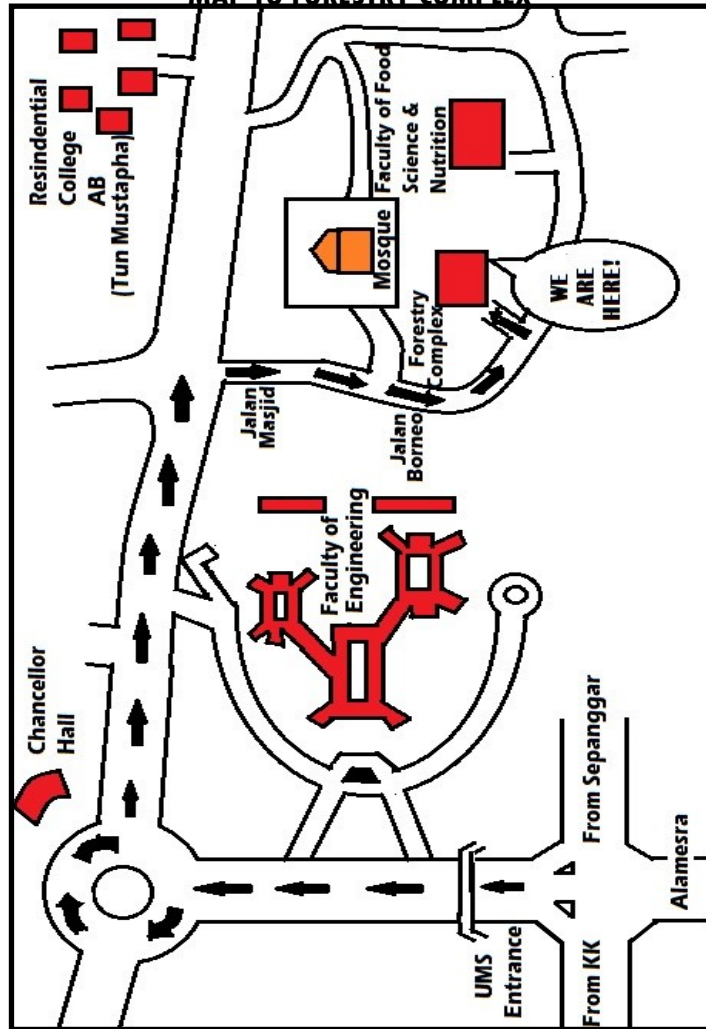 MAP TO FORESTRY COMPLEX
Resindential
College
AB
(Tun Mustapha)
Faculty of Food
Science &
Nutrition
Mosque
Forestry
Complex
WE
ARE
HERE!
Jalan
Masjid
Jalan
Borneo
Faculty of
Engineering
Chancellor
Hall
UMS
Entrance
From Sepanggar
From KK
Alamesra